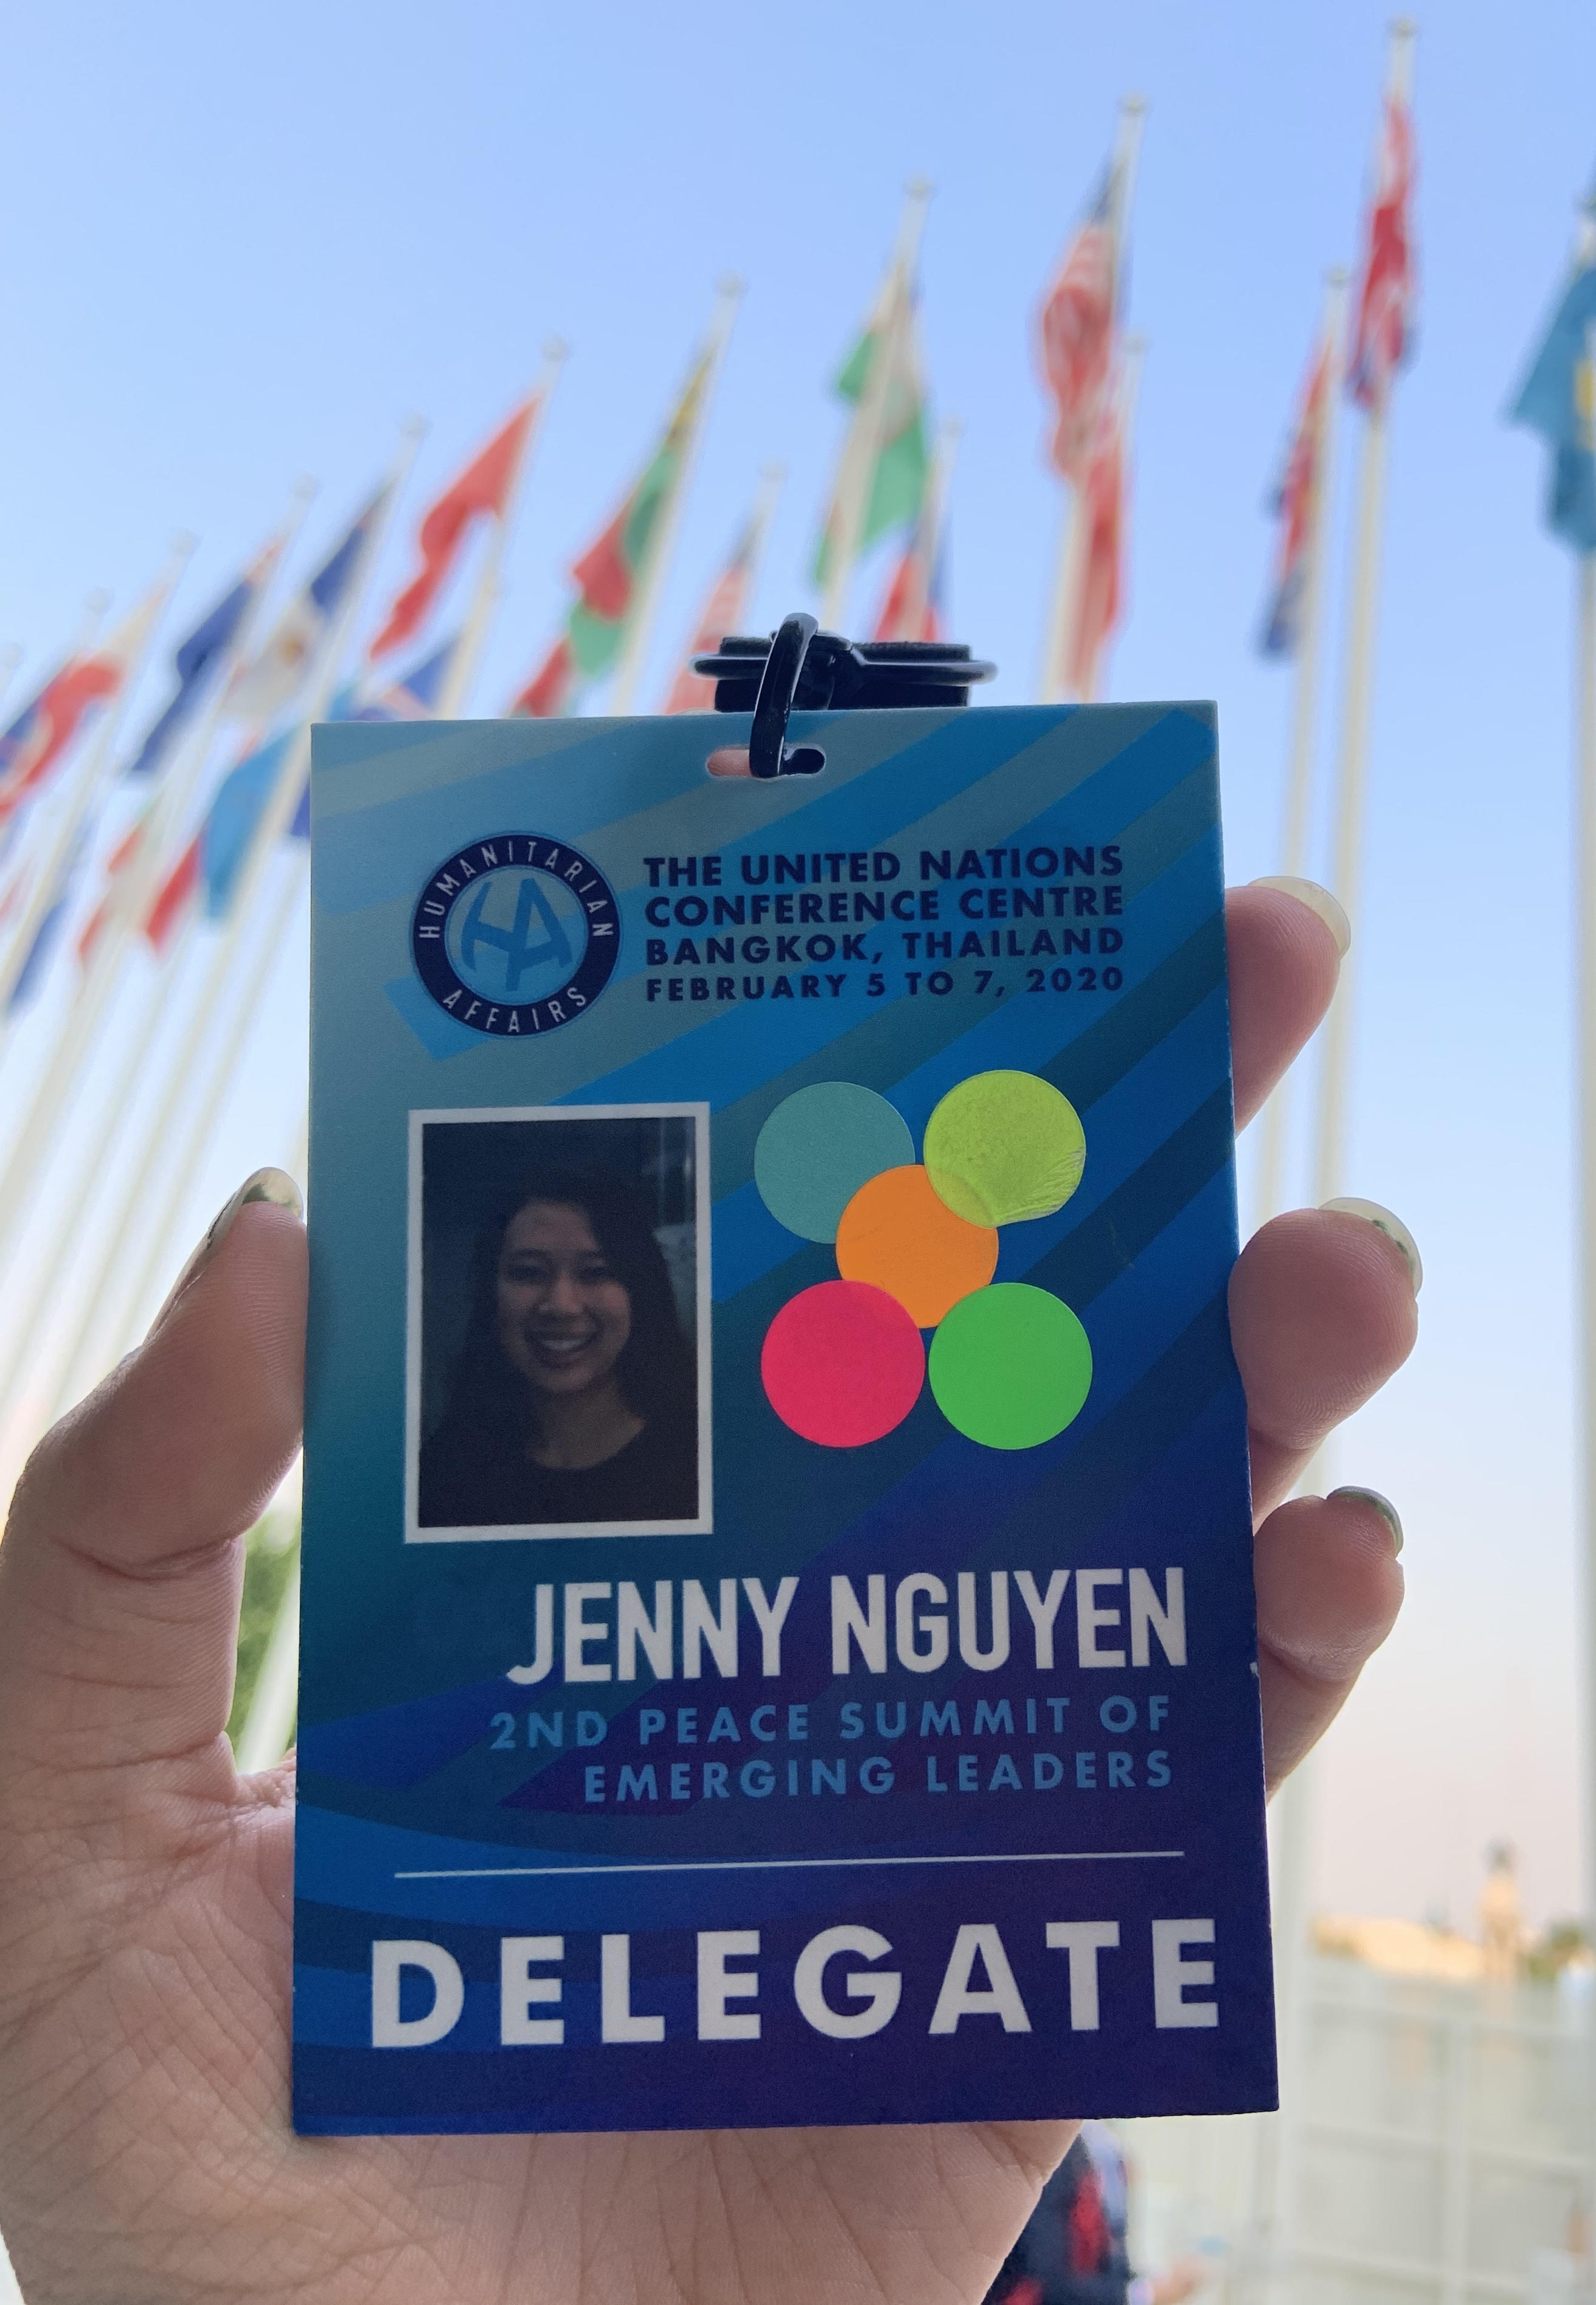 HUMANITARIAN
HA
AFFAIRS
THE UNITED NATIONS
CONFERENCE CENTRE
BANGKOK, THAILAND
FEBRUARY 5 TO 7, 2020
JENNY NGUYEN
2ND PEACE SUMMIT OF
EMERGING LEADERS
DELEGATE